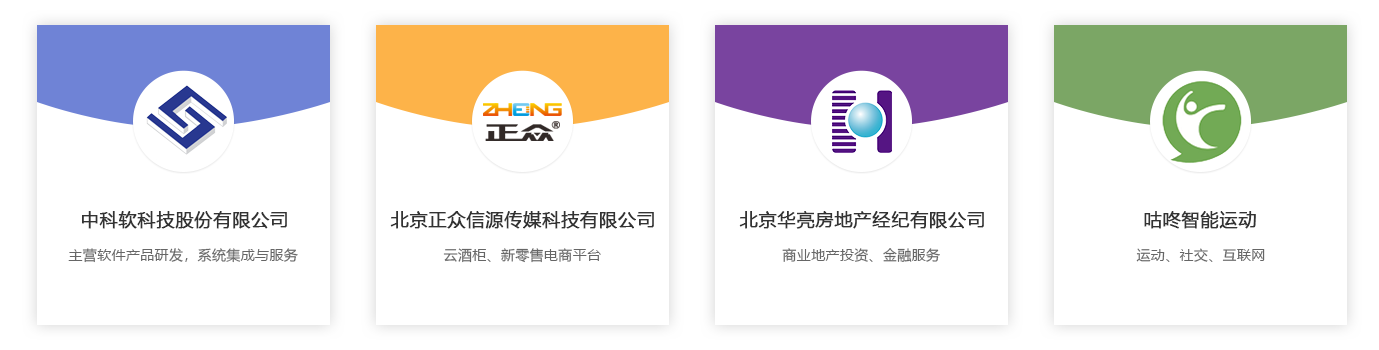 ZHENG
正众®
中科软科技股份有限公司
主营软件产品研发，系统集成与服务
北京正众信源传媒科技有限公司
云酒柜、新零售电商平台
北京华亮房地产经纪有限公司
商业地产投资、金融服务
咕咚智能运动
运动、社交、互联网